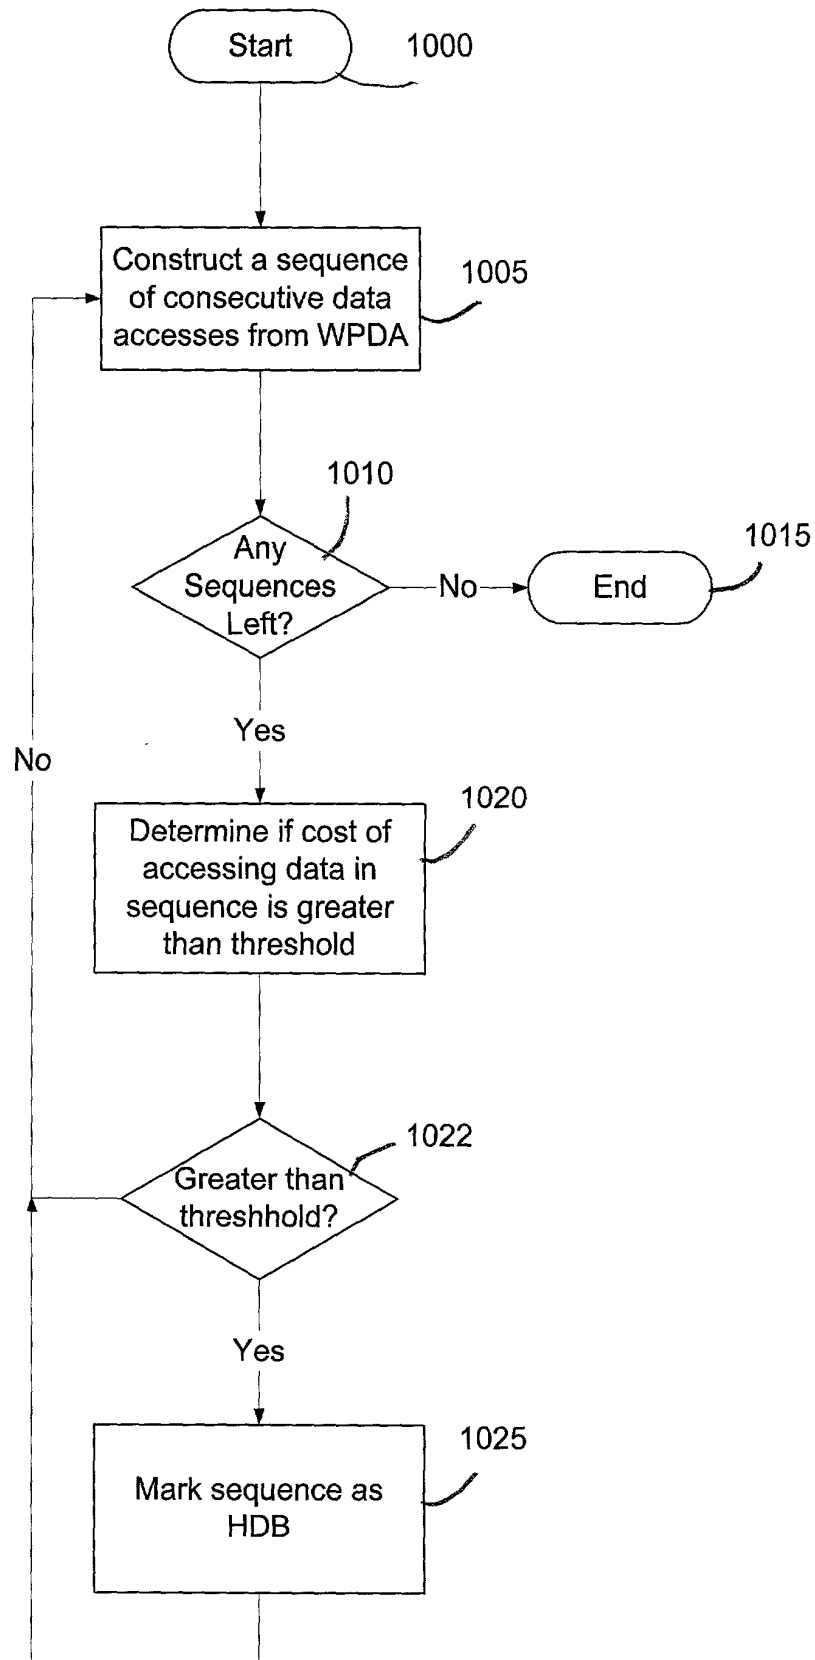 Start
1000
Construct a sequence
of consecutive data
accesses from WPDA
1005
1010
Any
Sequences
Left?
No
End
1015
Yes
No
1020
Determine if cost of
accessing data in
sequence is greater
than threshold
1022
Greater than
threshhold?
Yes
1025
Mark sequence as
HDB